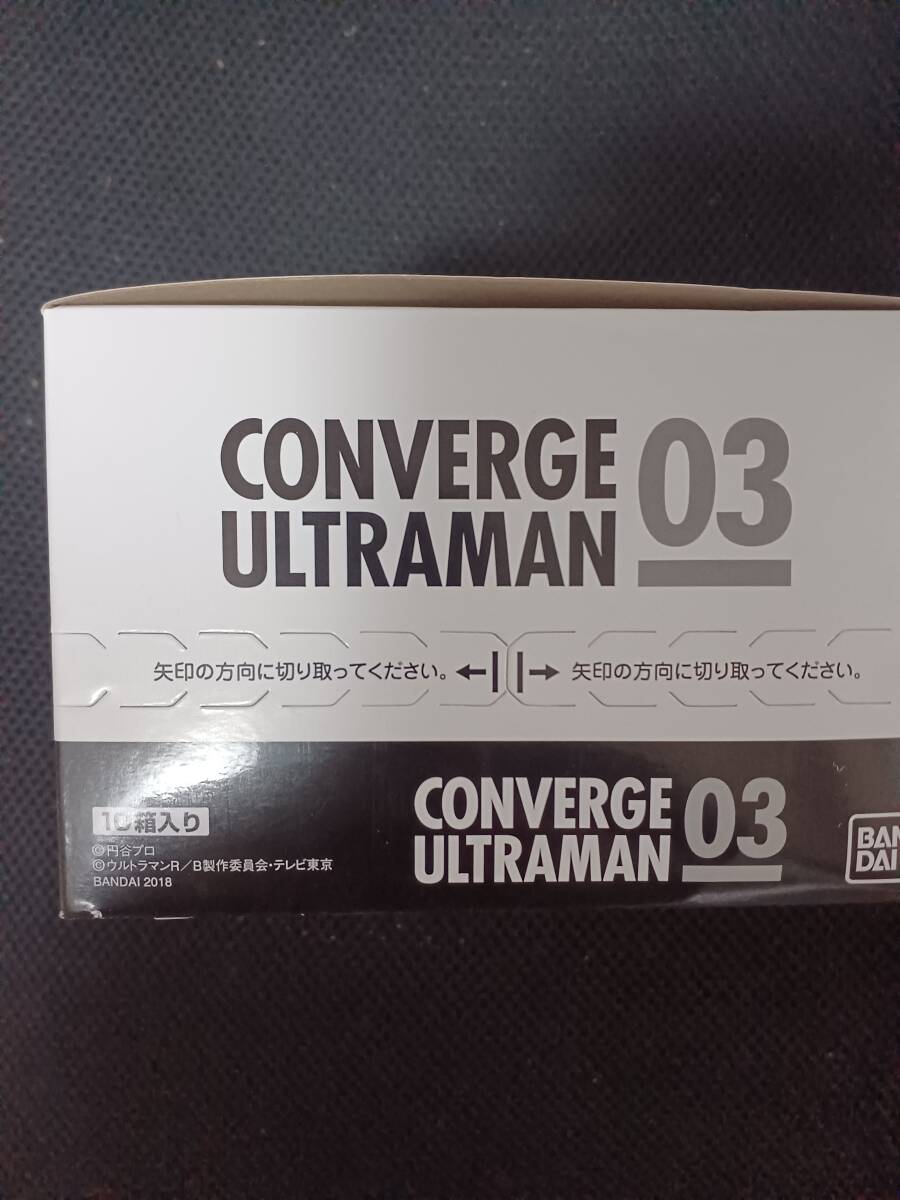 CONVERGE
ULTRAMAN 03
矢印の方向に切り取ってください。 ←| |→ 矢印の方向に切り取ってください。
CONVERGE
ULTRAMAN 03
10箱入り
©円谷プロ
©ウルトラマンR/B製作委員会・テレビ東京
BANDAI 2018
BAN
DAI